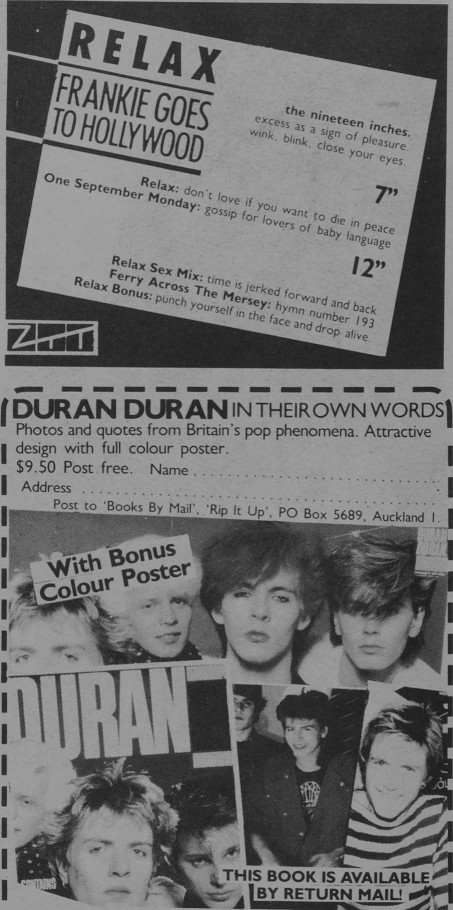 RELAX
FRANKIE GOES
TO HOLLYWOOD
the nineteen inches.
excess as a sign of pleasure.
wink, blink, close your eyes.
7"
Relax: don't love if you want to die in peace
One September Monday: gossip for lovers of baby language
12"
Relax Sex Mix: time is jerked forward and back
Ferry Across The Mersey: hymn number 193
Relax Bonus: punch yourself in the face and drop alive.
ZTT
DURAN DURAN IN THEIR OWN WORDS
Photos and quotes from Britain's pop phenomena. Attractive
design with full colour poster.
$9.50 Post free. Name
Address
Post to 'Books By Mail', 'Rip It Up', PO Box 5689, Auckland 1.
With Bonus
Colour Poster
DURAN
CONTAINS
THIS BOOK IS AVAILABLE
BY RETURN MAIL!